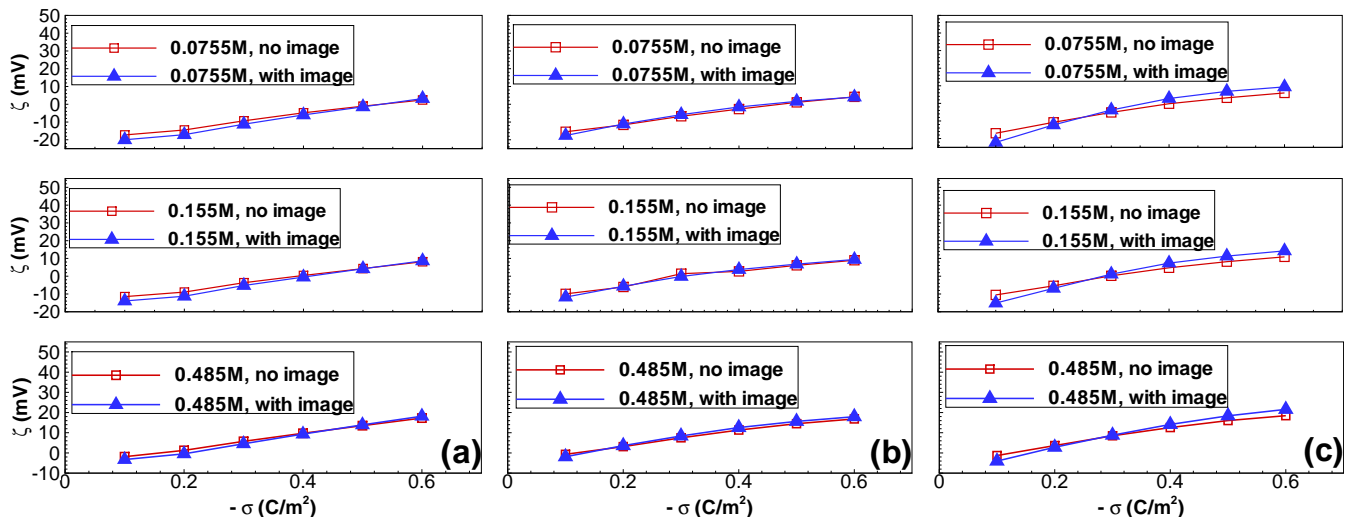 50
40
30
20
10
0
-10
-20
ζ (mV)
0.0755M, no image
0.0755M, with image
0.0755M, no image
0.0755M, with image
0.0755M, no image
0.0755M, with image
50
40
30
20
10
0
-10
-20
ζ (mV)
0.155M, no image
0.155M, with image
0.155M, no image
0.155M, with image
0.155M, no image
0.155M, with image
50
40
30
20
10
0
-10
ζ (mV)
0.485M, no image
0.485M, with image
(a)
0.485M, no image
0.485M, with image
(b)
0.485M, no image
0.485M, with image
(c)
0 0.2 0.4 0.6
0 0.2 0.4 0.6
0 0.2 0.4 0.6
- σ (C/m²)
- σ (C/m²)
- σ (C/m²)